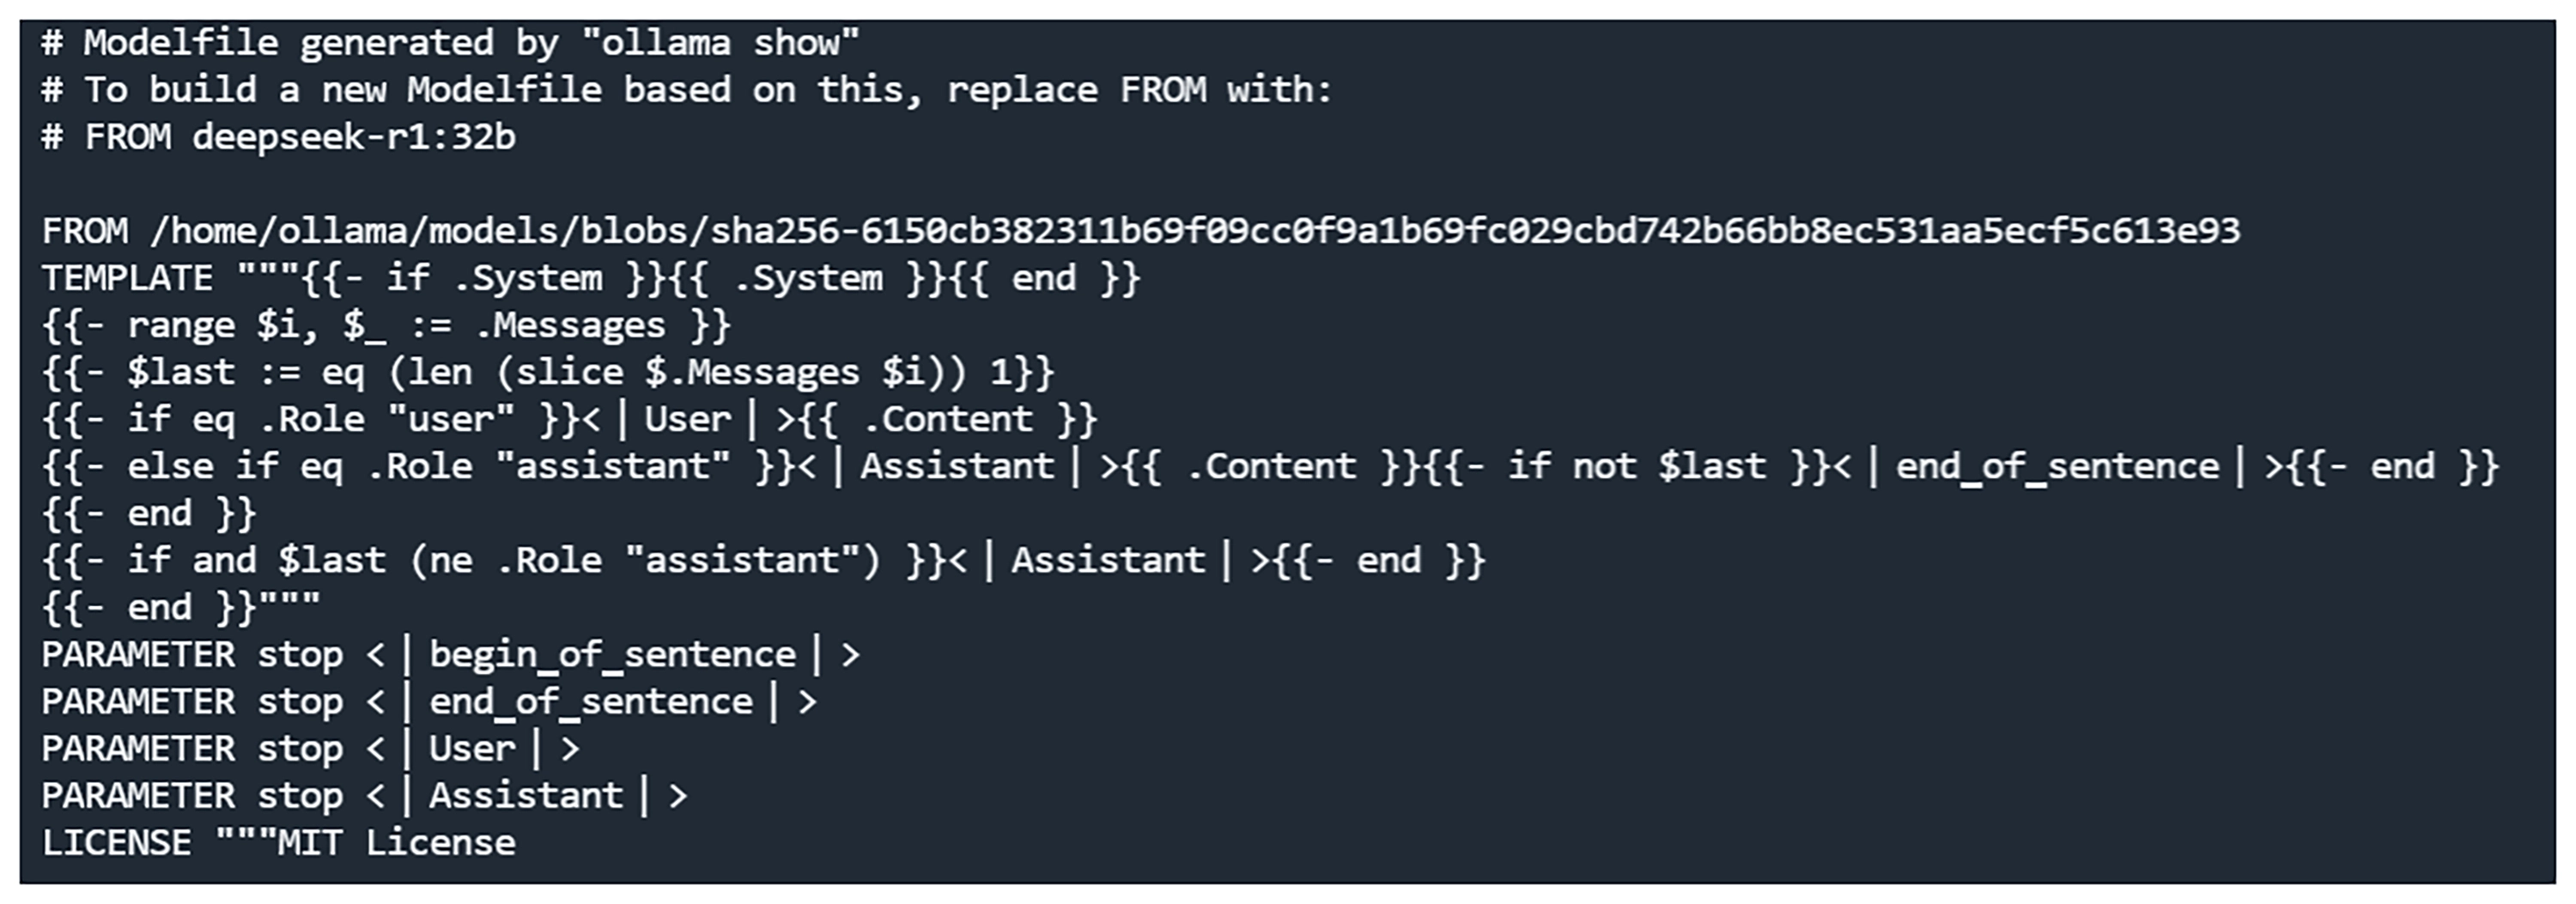 # Modelfile generated by "ollama show"
# To build a new Modelfile based on this, replace FROM with:
# FROM deepseek-r1:32b
FROM /home/ollama/models/blobs/sha256-6150cb382311b69f09cc0f9a1b69fc029cbd742b66bb8ec531aa5ecf5c613e93
TEMPLATE """{{- if .System }}{{ .System }}{{ end }}
{{- range $i, $_ := .Messages }}
{{- $last := eq (len (slice $.Messages $i)) 1}}
{{- if eq .Role "user" }}<|User|>{{ .Content }}
{{- else if eq .Role "assistant" }}<|Assistant|>{{ .Content }}{{- if not $last }}<|end_of_sentence|>{{- end }}
{{- end }}
{{- if and $last (ne .Role "assistant") }}<|Assistant|>{{- end }}
{{- end }}"""
PARAMETER stop <|begin_of_sentence|>
PARAMETER stop <|end_of_sentence|>
PARAMETER stop <|User|>
PARAMETER stop <|Assistant|>
LICENSE """MIT License